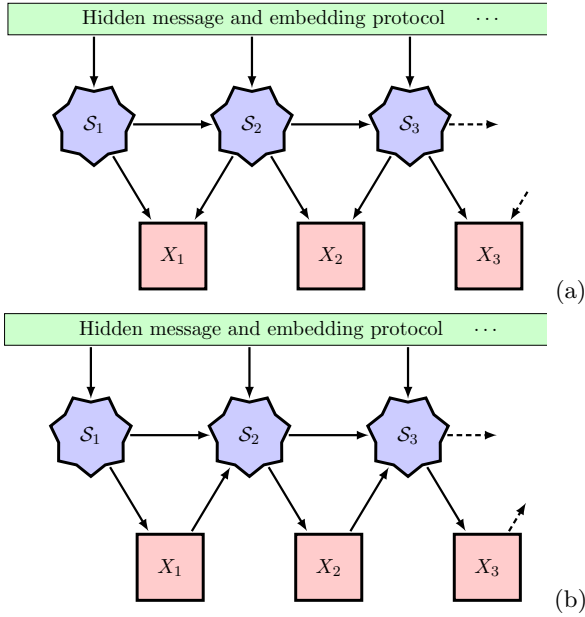 Hidden message and embedding protocol ⋯
𝒮₁ 𝒮₂ 𝒮₃
X₁ X₂ X₃
(a)
Hidden message and embedding protocol ⋯
𝒮₁ 𝒮₂ 𝒮₃
X₁ X₂ X₃
(b)